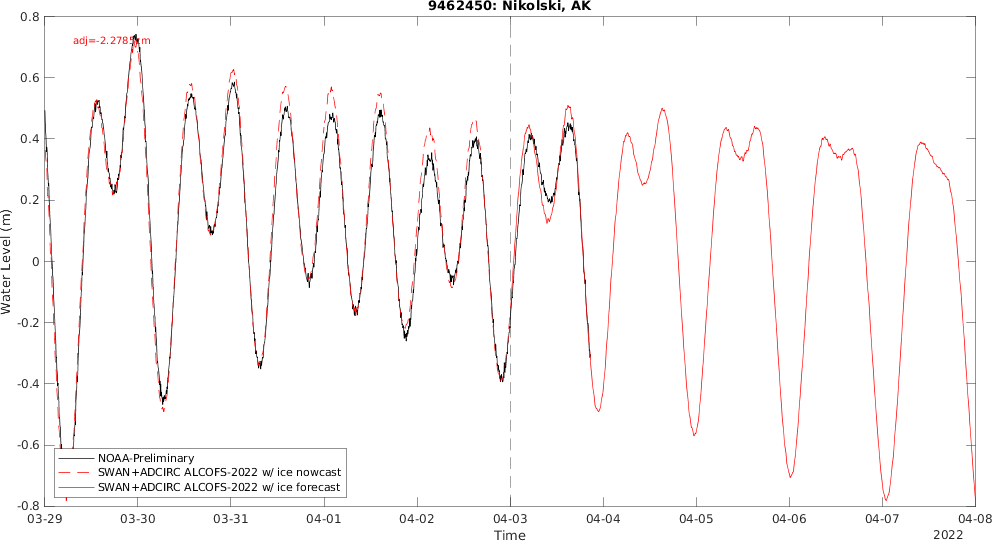 9462450: Nikolski, AK
0.8
0.6
0.4
0.2
0
-0.2
-0.4
-0.6
-0.8
Water Level (m)
NOAA-Preliminary
SWAN+ADCIRC ALCOFS-2022 w/ ice nowcast
SWAN+ADCIRC ALCOFS-2022 w/ ice forecast
03-29 03-30 03-31 04-01 04-02 04-03 04-04 04-05 04-06 04-07 04-08
Time
2022